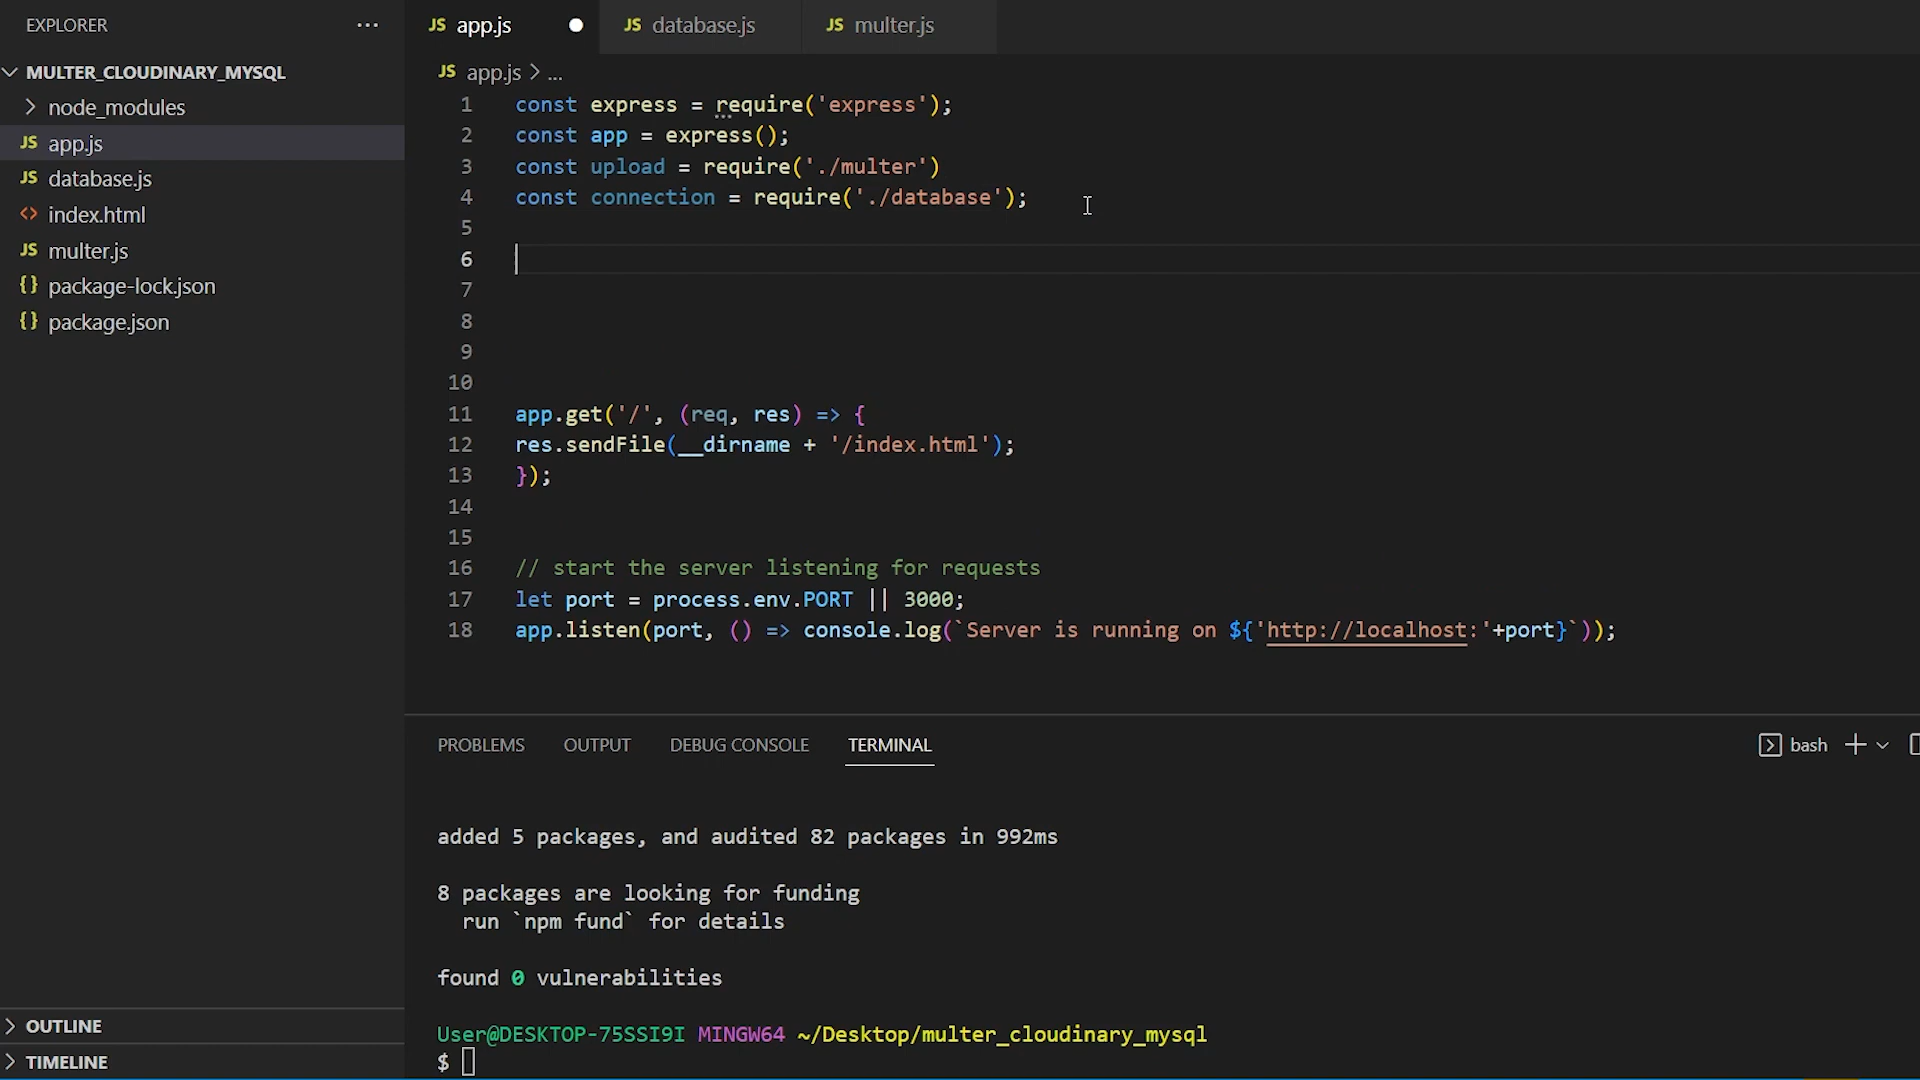 EXPLORER
MULTER_CLOUDINARY_MYSQL
node_modules
JS app.js
JS database.js
<> index.html
JS multer.js
{} package-lock.json
{} package.json
OUTLINE
TIMELINE
JS app.js
JS database.js
JS multer.js
JS app.js > ...
1 const express = require('express');
2 const app = express();
3 const upload = require('./multer')
4 const connection = require('./database');
5
6
7
8
9
10
11 app.get('/', (req, res) => {
12 res.sendFile(__dirname + '/index.html');
13 });
14
15
16 // start the server listening for requests
17 let port = process.env.PORT || 3000;
18 app.listen(port, () => console.log(`Server is running on ${'http://localhost:'+port}`));
PROBLEMS OUTPUT DEBUG CONSOLE TERMINAL
bash
added 5 packages, and audited 82 packages in 992ms
8 packages are looking for funding
run `npm fund` for details
found 0 vulnerabilities
User@DESKTOP-75SSI9I MINGW64 ~/Desktop/multer_cloudinary_mysql
$